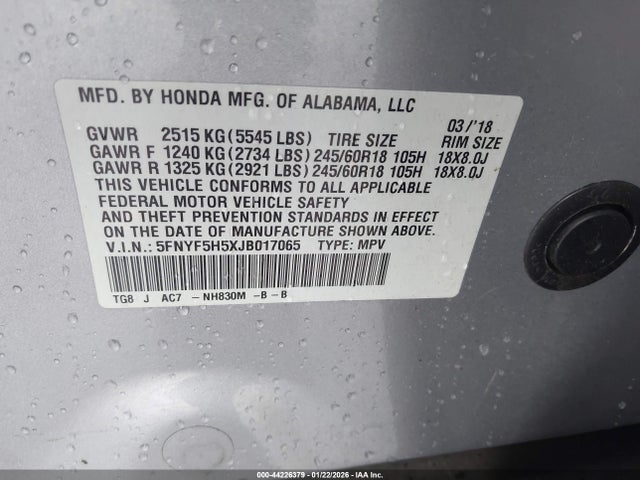 MFD. BY HONDA MFG. OF ALABAMA, LLC
03/'18
GVWR 2515 KG (5545 LBS) TIRE SIZE RIM SIZE
GAWR F 1240 KG (2734 LBS) 245/60R18 105H 18X8.0J
GAWR R 1325 KG (2921 LBS) 245/60R18 105H 18X8.0J
THIS VEHICLE CONFORMS TO ALL APPLICABLE
FEDERAL MOTOR VEHICLE SAFETY
AND THEFT PREVENTION STANDARDS IN EFFECT
ON THE DATE OF MANUFACTURE SHOWN ABOVE.
V.I.N.: 5FNYF5H5XJB017065 TYPE: MPV
TG8 J AC7 -NH830M -B-B
000-44226379 - 01/22/2026 - IAA Inc.